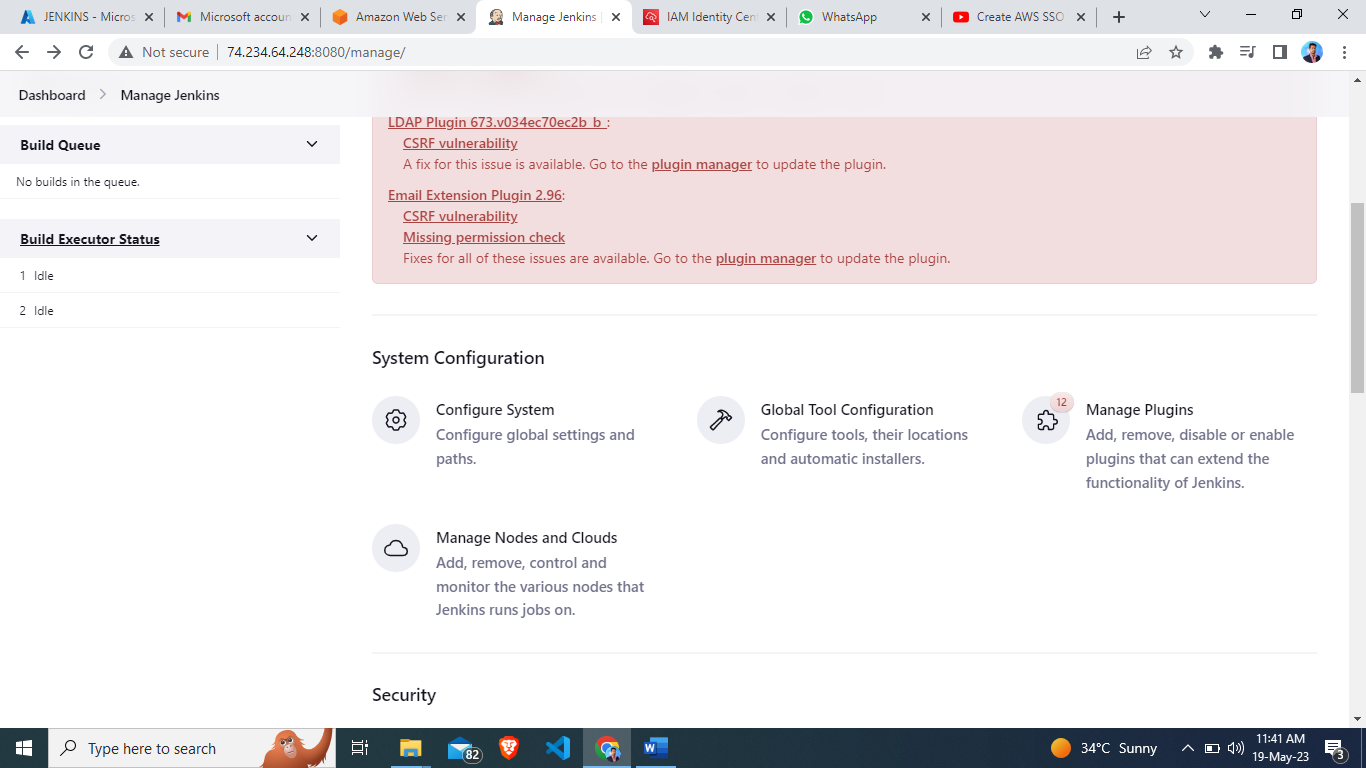 JENKINS - Micros
Microsoft accoun
Amazon Web Ser
Manage Jenkins
IAM Identity Cen
WhatsApp
Create AWS SSO
Not secure
74.234.64.248:8080/manage/
Dashboard
Manage Jenkins
Build Queue
No builds in the queue.
Build Executor Status
1 Idle
2 Idle
LDAP Plugin 673.v034ec70ec2b_b_:
CSRF vulnerability
A fix for this issue is available. Go to the plugin manager to update the plugin.
Email Extension Plugin 2.96:
CSRF vulnerability
Missing permission check
Fixes for all of these issues are available. Go to the plugin manager to update the plugin.
System Configuration
Configure System
Configure global settings and
paths.
Global Tool Configuration
Configure tools, their locations
and automatic installers.
12
Manage Plugins
Add, remove, disable or enable
plugins that can extend the
functionality of Jenkins.
Manage Nodes and Clouds
Add, remove, control and
monitor the various nodes that
Jenkins runs jobs on.
Security
Type here to search
82
34°C Sunny
11:41 AM
19-May-23
3